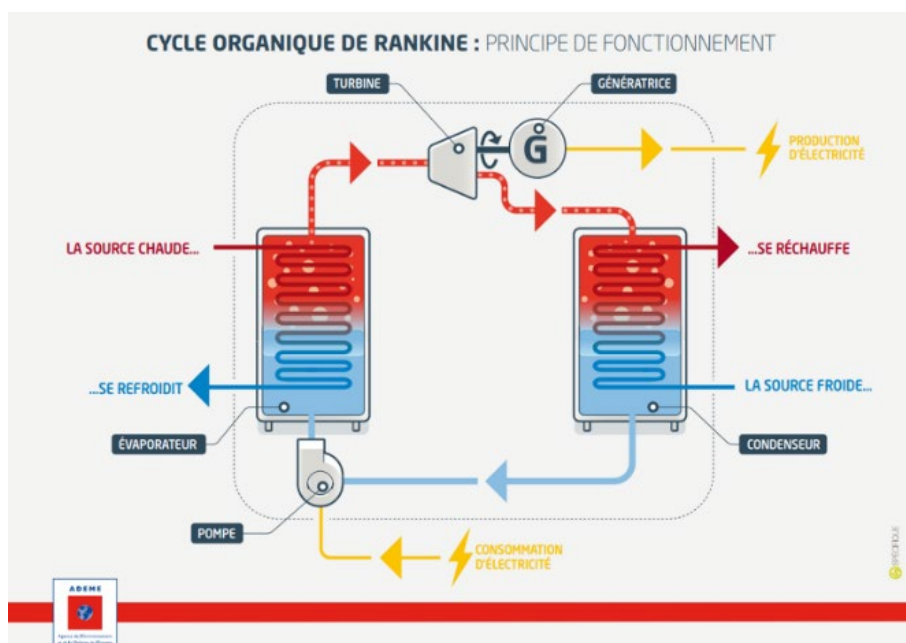 CYCLE ORGANIQUE DE RANKINE : PRINCIPE DE FONCTIONNEMENT
TURBINE
GÉNÉRATRICE
G
PRODUCTION
D'ÉLECTRICITÉ
LA SOURCE CHAUDE...
...SE RÉCHAUFFE
...SE REFROIDIT
LA SOURCE FROIDE...
ÉVAPORATEUR
CONDENSEUR
POMPE
CONSOMMATION
D'ÉLECTRICITÉ
SPÉCIFIQUE
ADEME